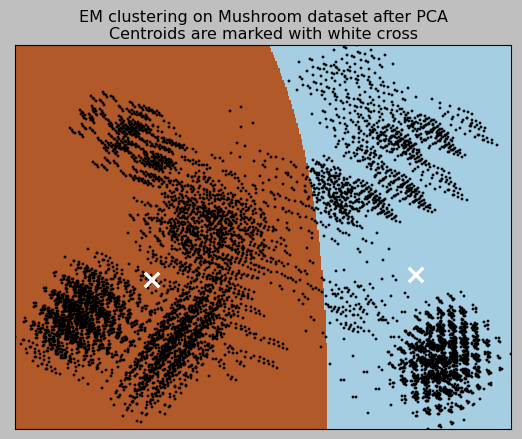 EM clustering on Mushroom dataset after PCA
Centroids are marked with white cross